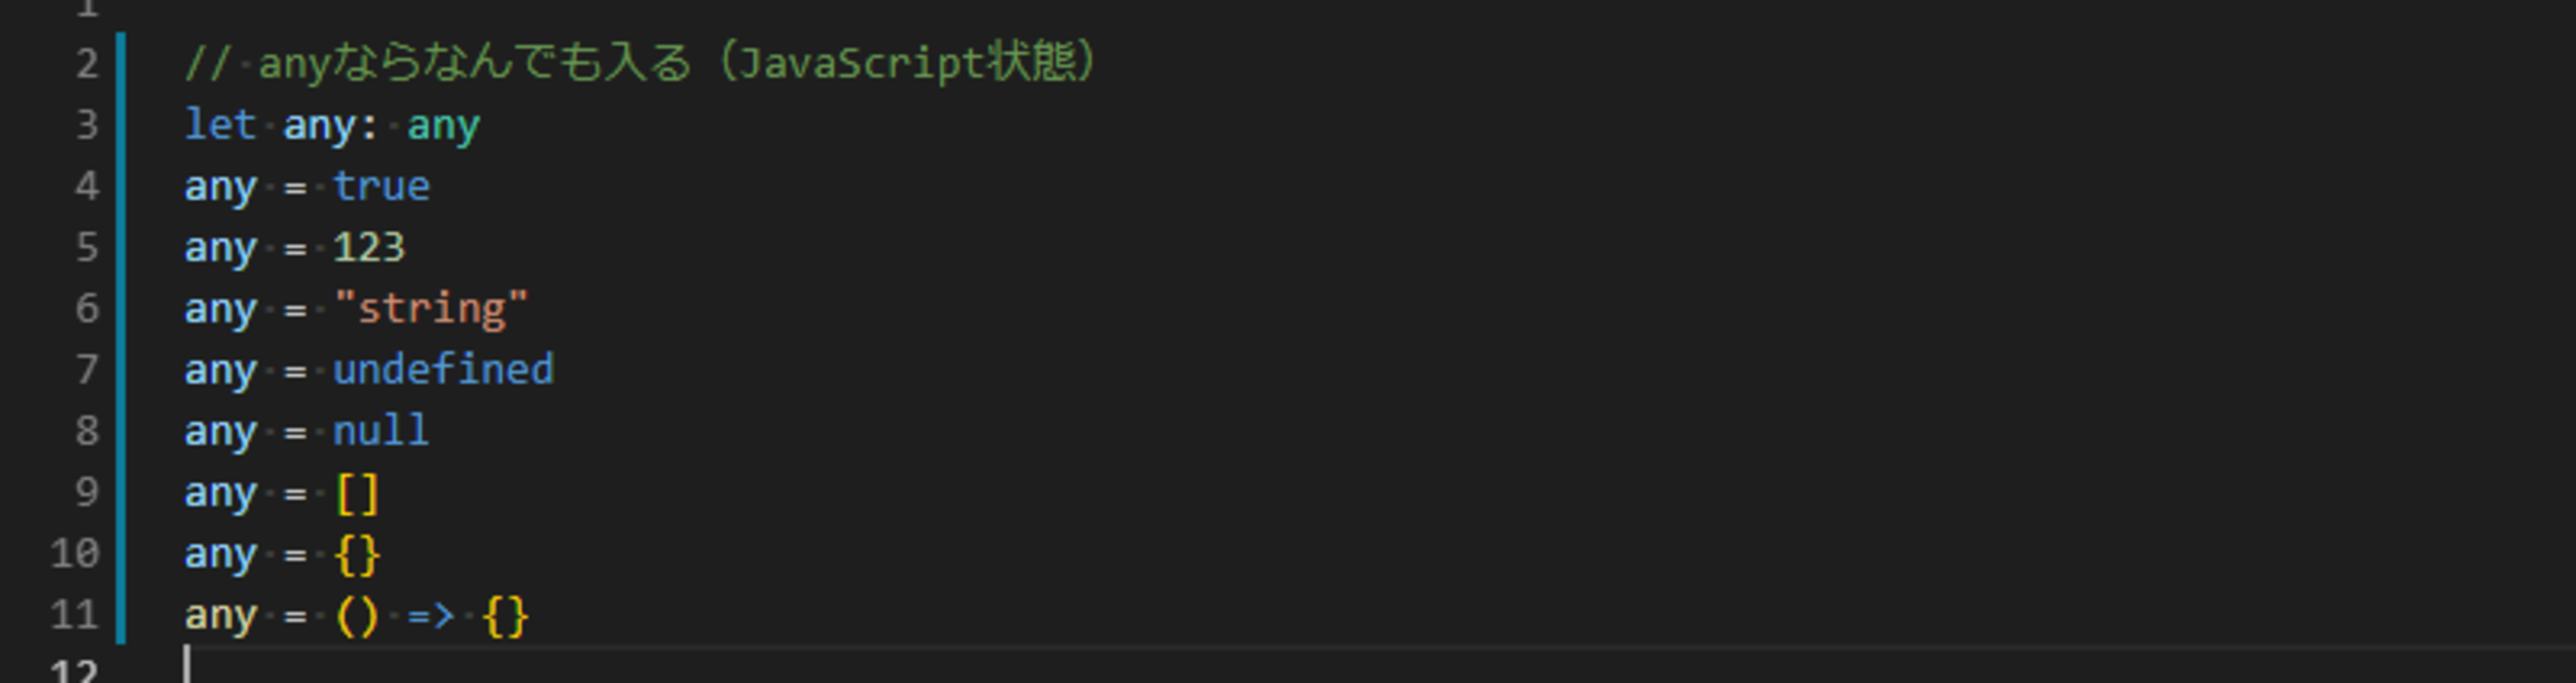 1
2 // anyならなんでも入る（JavaScript状態）
3 let any: any
4 any = true
5 any = 123
6 any = "string"
7 any = undefined
8 any = null
9 any = []
10 any = {}
11 any = () => {}
12